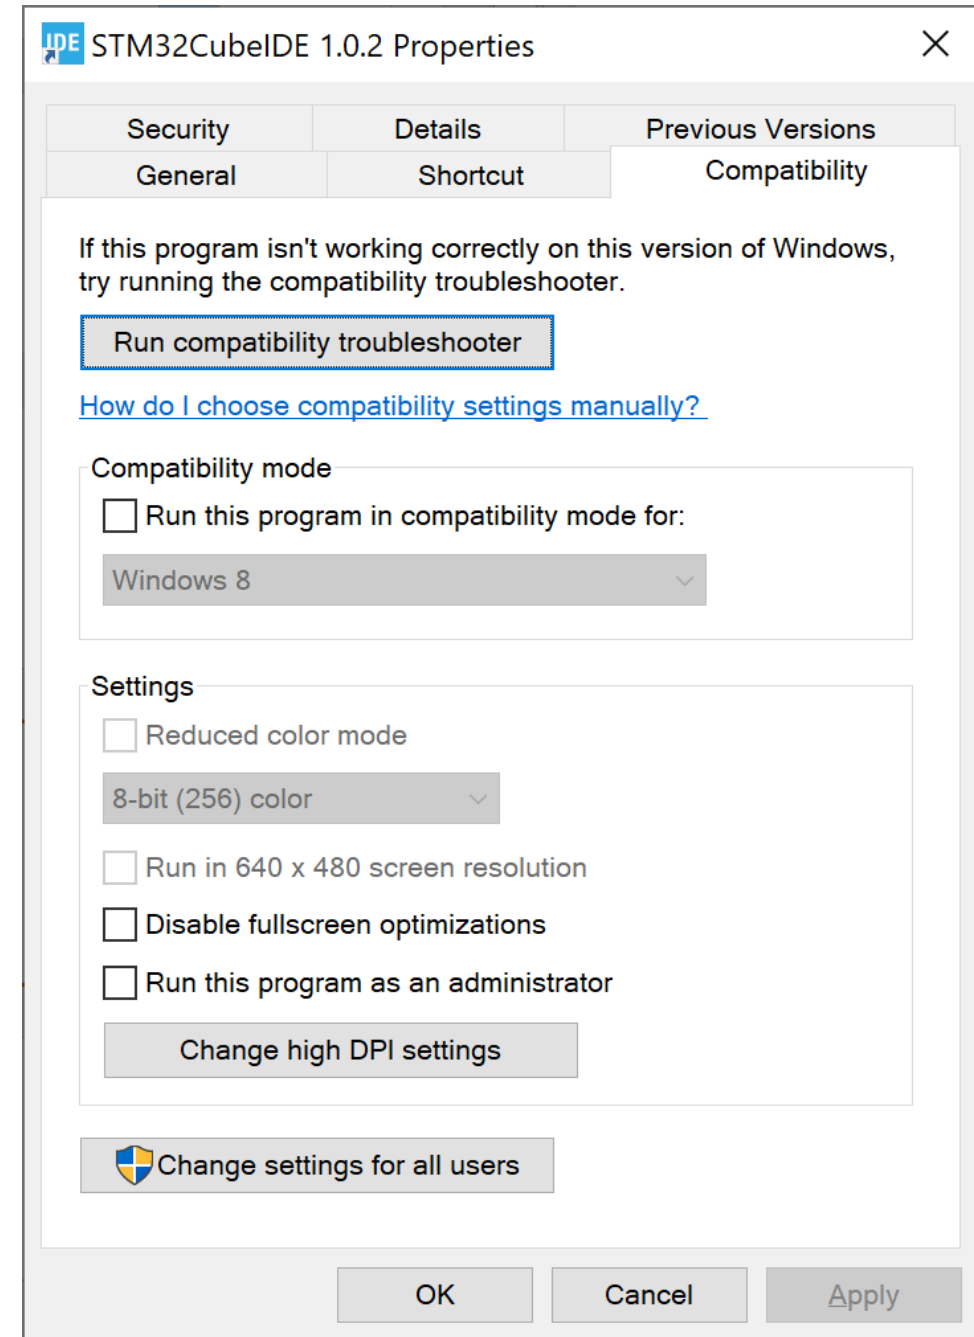 IDE STM32CubeIDE 1.0.2 Properties
Security Details Previous Versions
General Shortcut Compatibility
If this program isn't working correctly on this version of Windows,
try running the compatibility troubleshooter.
Run compatibility troubleshooter
How do I choose compatibility settings manually?
Compatibility mode
Run this program in compatibility mode for:
Windows 8
Settings
Reduced color mode
8-bit (256) color
Run in 640 x 480 screen resolution
Disable fullscreen optimizations
Run this program as an administrator
Change high DPI settings
Change settings for all users
OK Cancel Apply